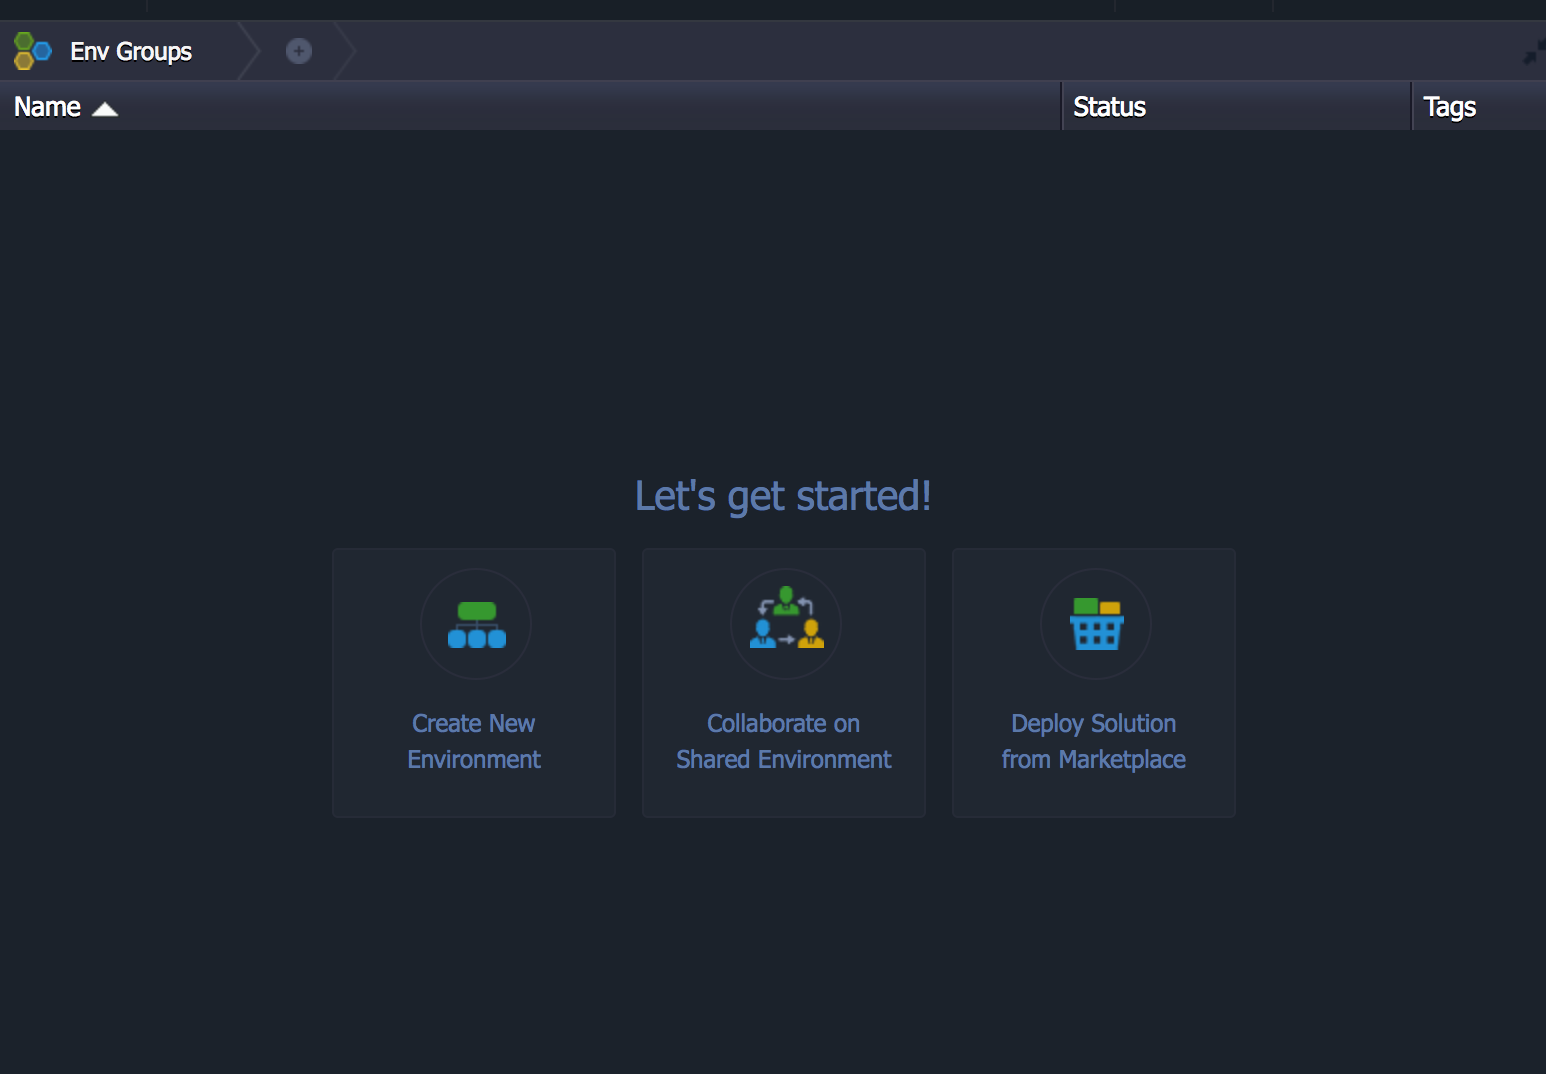 Env Groups
Name
Status
Tags
Let's get started!
Create New
Environment
Collaborate on
Shared Environment
Deploy Solution
from Marketplace